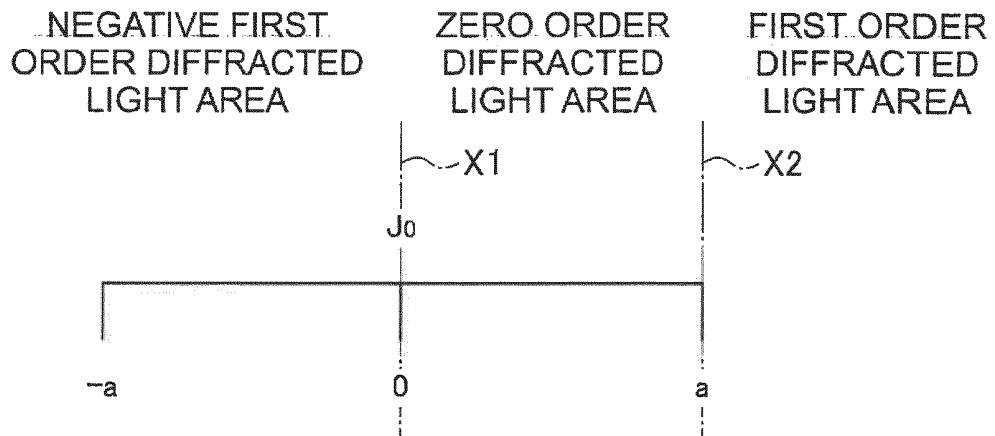 NEGATIVE FIRST
ORDER DIFFRACTED
LIGHT AREA
ZERO ORDER
DIFFRACTED
LIGHT AREA
FIRST ORDER
DIFFRACTED
LIGHT AREA
X1
X2
J0
-a
0
a